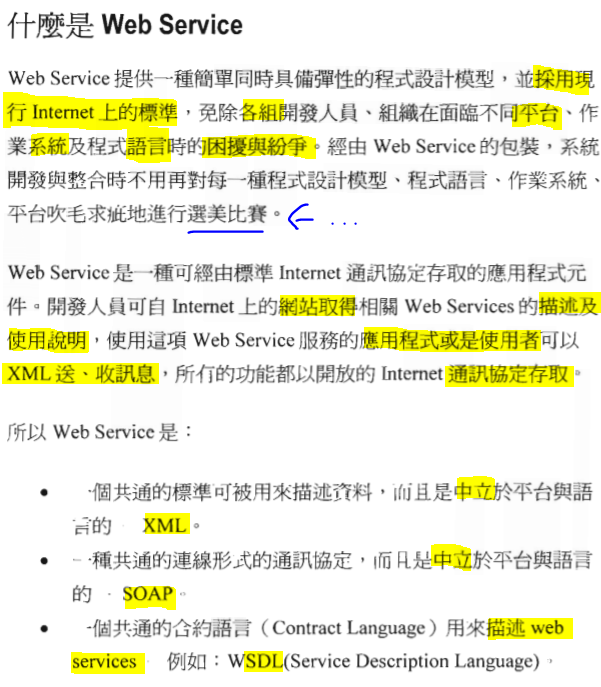 什麼是 Web Service
Web Service 提供一種簡單同時具備彈性的程式設計模型，並採用現
行 Internet 上的標準，免除各組開發人員、組織在面臨不同平台、作
業系統及程式語言時的困擾與紛爭。經由 Web Service 的包裝，系統
開發與整合時不用再對每一種程式設計模型、程式語言、作業系統、
平台吹毛求疵地進行選美比賽。← ...
Web Service 是一種可經由標準 Internet 通訊協定存取的應用程式元
件。開發人員可自 Internet 上的網站取得相關 Web Services 的描述及
使用說明，使用這項 Web Service 服務的應用程式或是使用者可以
XML 送、收訊息，所有的功能都以開放的 Internet 通訊協定存取。
所以 Web Service 是：
• 一個共通的標準可被用來描述資料，而且是中立於平台與語
言的 - XML。
• 一種共通的連線形式的通訊協定，而且是中立於平台與語言
的 - SOAP。
• 一個共通的合約語言（Contract Language）用來描述 web
services 例如：WSDL(Service Description Language)。